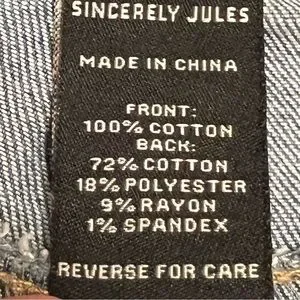 SINCERELY JULES
MADE IN CHINA
FRONT:
100% COTTON
BACK:
72% COTTON
18% POLYESTER
9% RAYON
1% SPANDEX
REVERSE FOR CARE